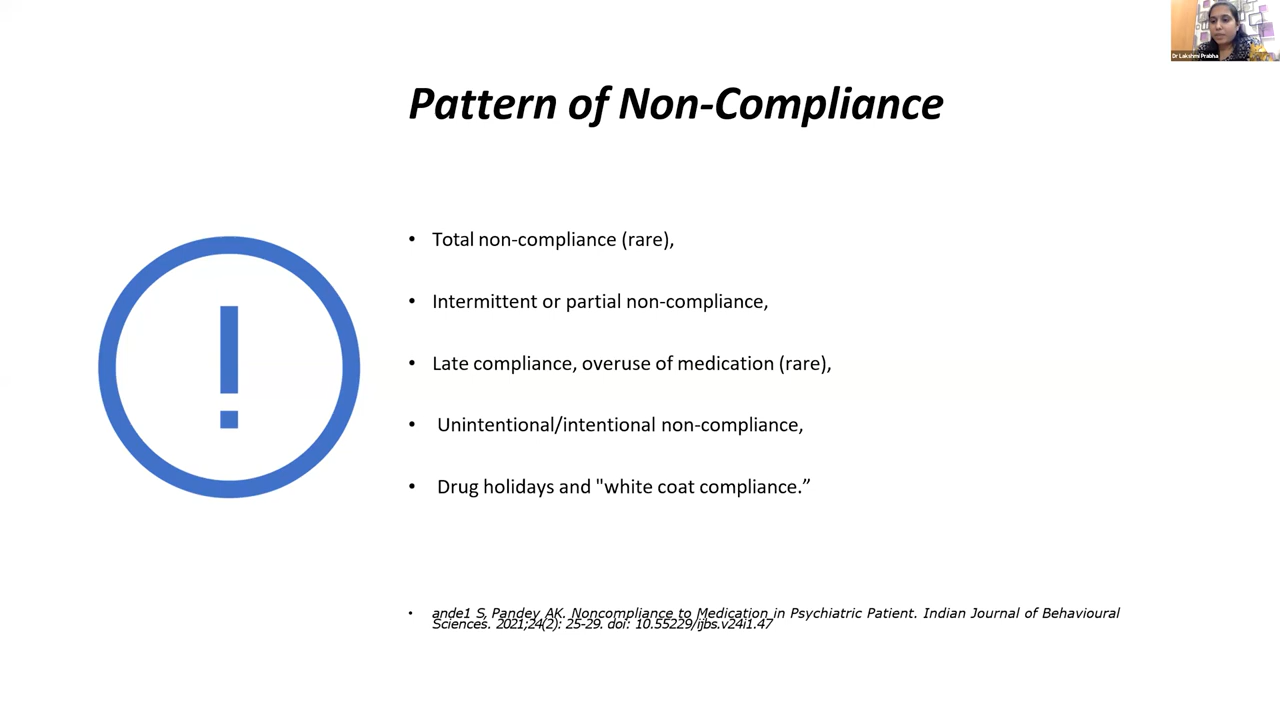 Dr Lakshmi Prabha
Pattern of Non-Compliance
• Total non-compliance (rare),
• Intermittent or partial non-compliance,
• Late compliance, overuse of medication (rare),
• Unintentional/intentional non-compliance,
• Drug holidays and "white coat compliance.”
• ande1 S, Pandey AK. Noncompliance to Medication in Psychiatric Patient. Indian Journal of Behavioural
Sciences. 2021;24(2): 25-29. doi: 10.55229/ijbs.v24i1.47